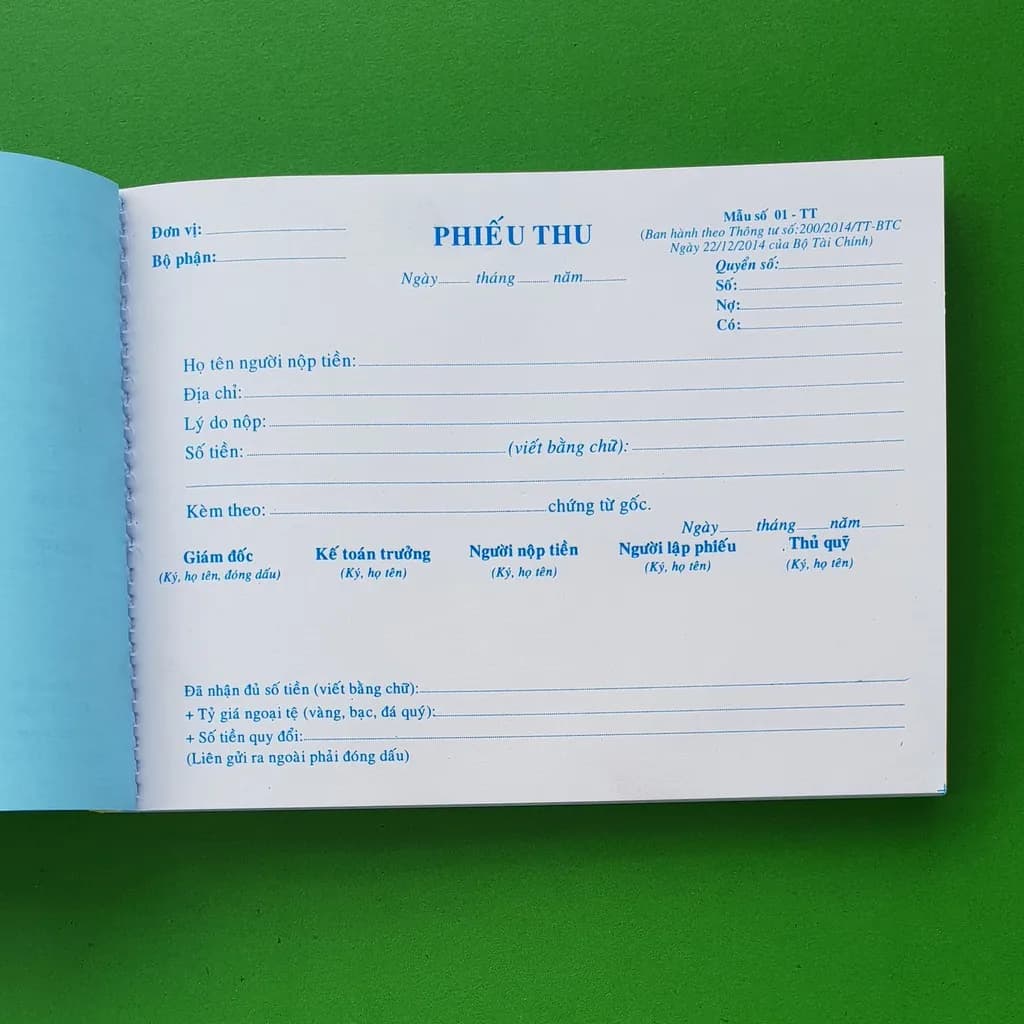 Đơn vị:
Bộ phận:
PHIẾU THU
Ngày tháng năm
Mẫu số 01 - TT
(Ban hành theo Thông tư số:200/2014/TT-BTC
Ngày 22/12/2014 của Bộ Tài Chính)
Quyển số:
Số:
Nợ:
Có:
Họ tên người nộp tiền:
Địa chỉ:
Lý do nộp:
Số tiền: (viết bằng chữ):
Kèm theo: chứng từ gốc.
Ngày tháng năm
Giám đốc Kế toán trưởng Người nộp tiền Người lập phiếu Thủ quỹ
(Ký, họ tên, đóng dấu) (Ký, họ tên) (Ký, họ tên) (Ký, họ tên) (Ký, họ tên)
Đã nhận đủ số tiền (viết bằng chữ):
+ Tỷ giá ngoại tệ (vàng, bạc, đá quý):
+ Số tiền quy đổi:
(Liên gửi ra ngoài phải đóng dấu)